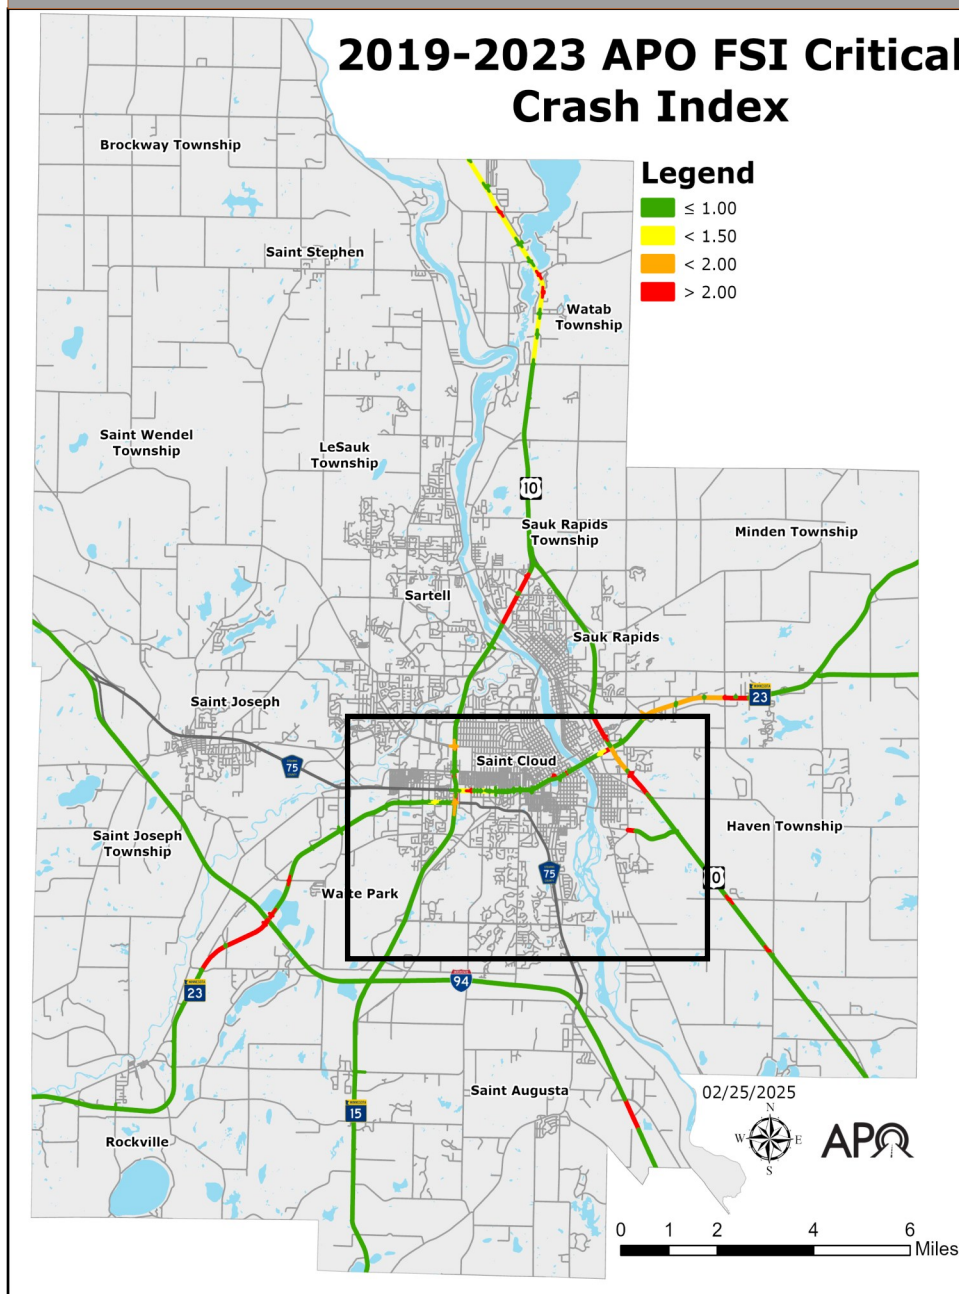 2019-2023 APO FSI Critical
Crash Index
Legend
≤ 1.00
< 1.50
< 2.00
> 2.00
Brockway Township
Saint Stephen
Watab
Township
Saint Wendel
Township
LeSauk
Township
10
Sauk Rapids
Township
Minden Township
Sartell
Sauk Rapids
Saint Joseph
23
Saint Cloud
75
Saint Joseph
Township
Haven Township
75
10
Waite Park
94
23
Saint Augusta
02/25/2025
15
Rockville
N
W
E
S
APO
0 1 2 4 6
Miles